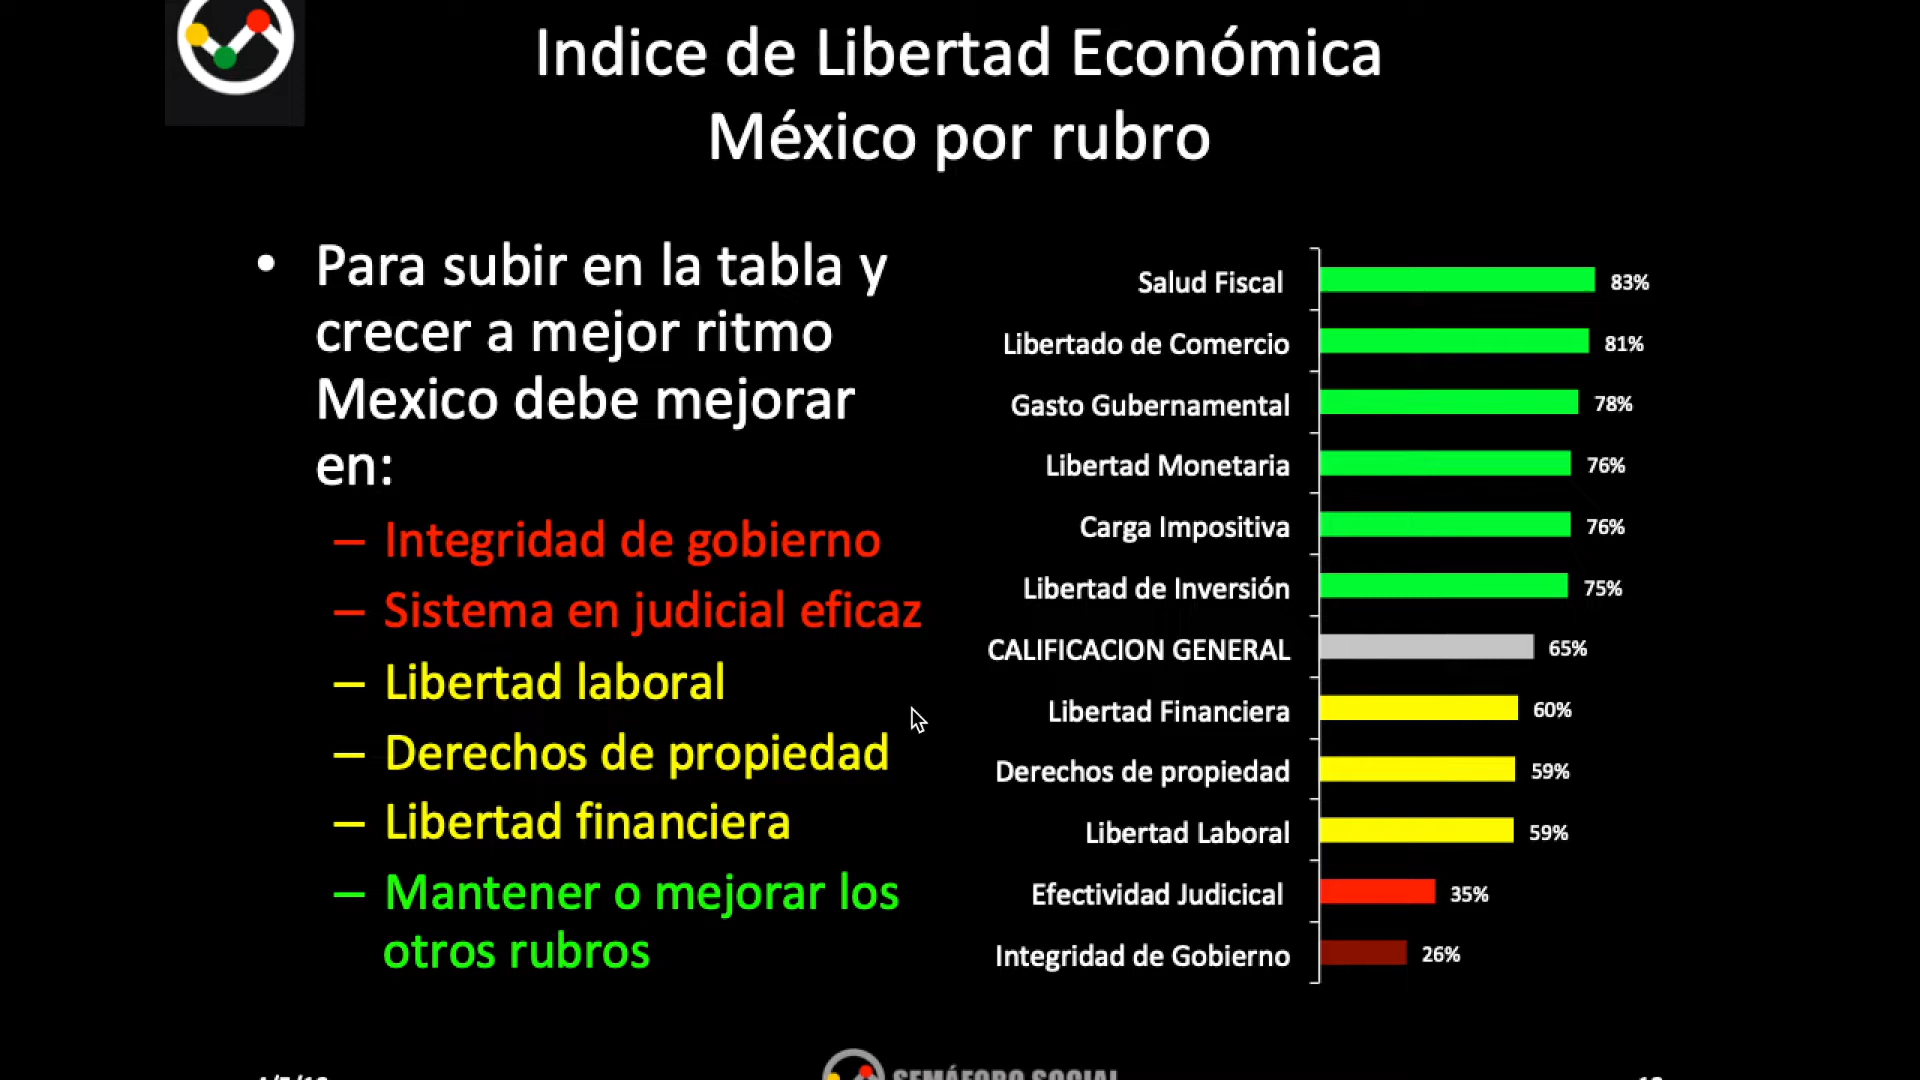 Indice de Libertad Económica
México por rubro
• Para subir en la tabla y
crecer a mejor ritmo
Mexico debe mejorar
en:
– Integridad de gobierno
– Sistema en judicial eficaz
– Libertad laboral
– Derechos de propiedad
– Libertad financiera
– Mantener o mejorar los
otros rubros
Salud Fiscal 83%
Libertado de Comercio 81%
Gasto Gubernamental 78%
Libertad Monetaria 76%
Carga Impositiva 76%
Libertad de Inversión 75%
CALIFICACION GENERAL 65%
Libertad Financiera 60%
Derechos de propiedad 59%
Libertad Laboral 59%
Efectividad Judicical 35%
Integridad de Gobierno 26%
SEMÁFORO SOCIAL